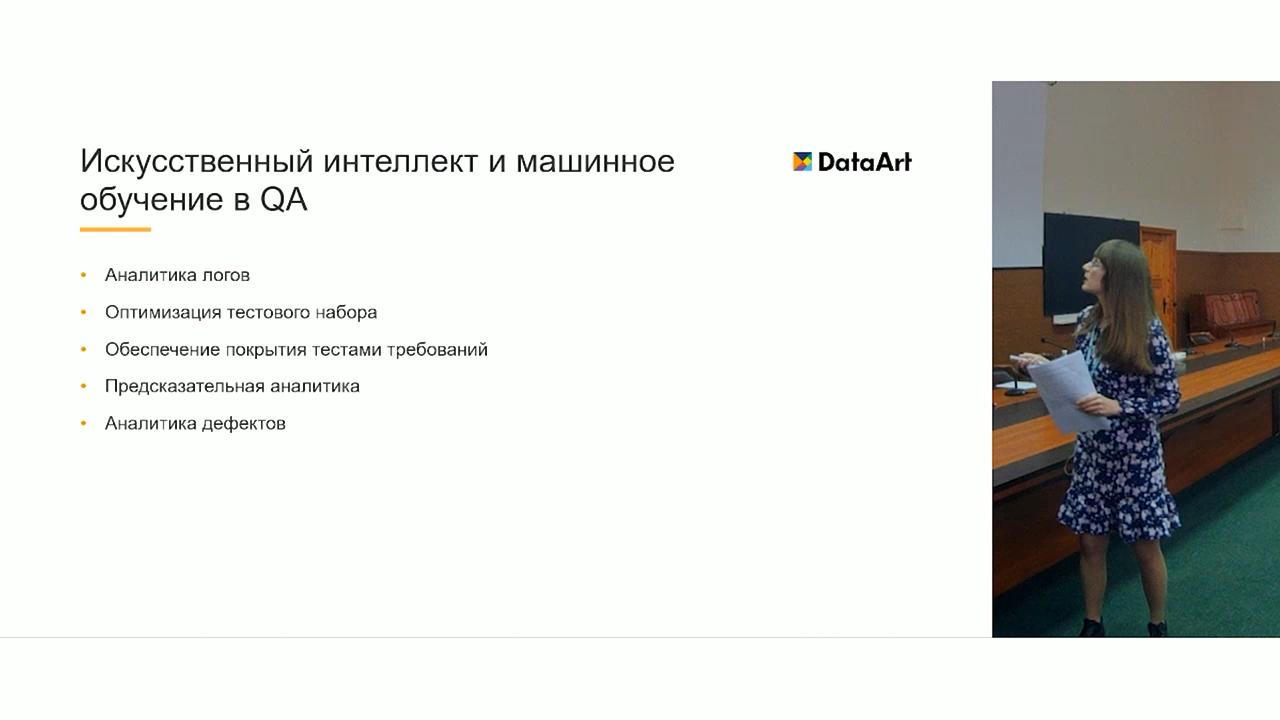 Искусственный интеллект и машинное
обучение в QA
DataArt
Аналитика логов
Оптимизация тестового набора
Обеспечение покрытия тестами требований
Предсказательная аналитика
Аналитика дефектов